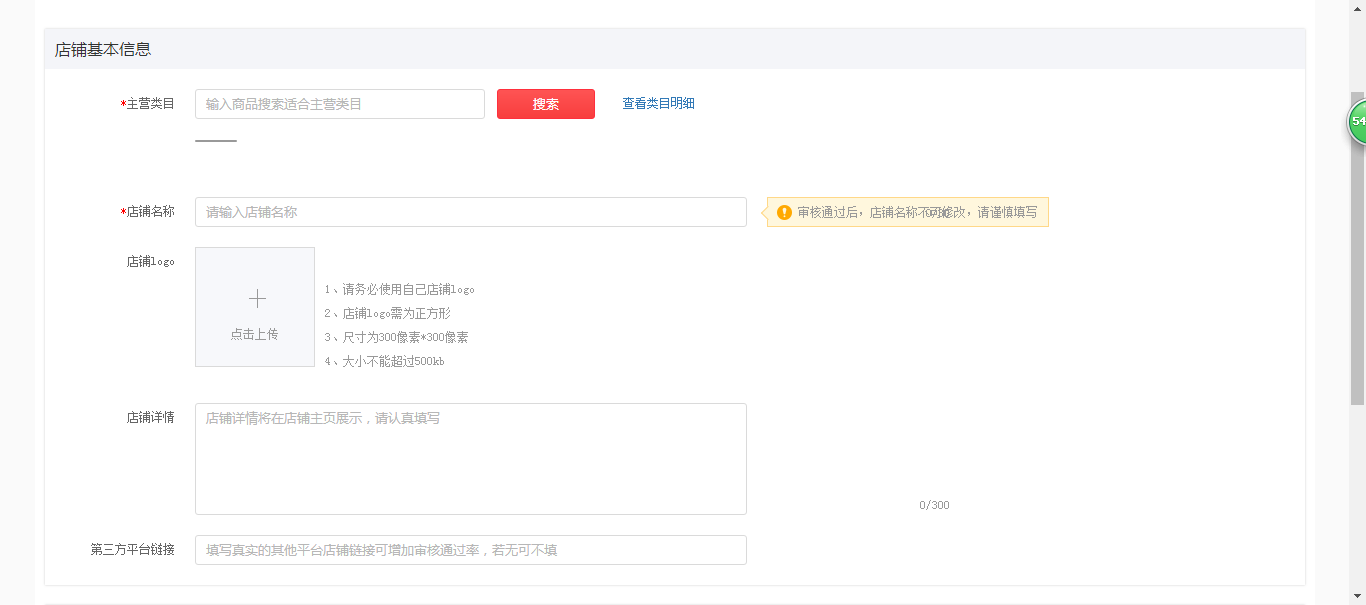 店铺基本信息
*主营类目 输入商品搜索适合主营类目 搜索 查看类目明细
*店铺名称 请输入店铺名称 审核通过后，店铺名称不可修改，请谨慎填写
店铺logo
点击上传
1、请务必使用自己店铺logo
2、店铺logo需为正方形
3、尺寸为300像素*300像素
4、大小不能超过500kb
店铺详情 店铺详情将在店铺主页展示，请认真填写
0/300
第三方平台链接 填写真实的其他平台店铺链接可增加审核通过率，若无可不填
54